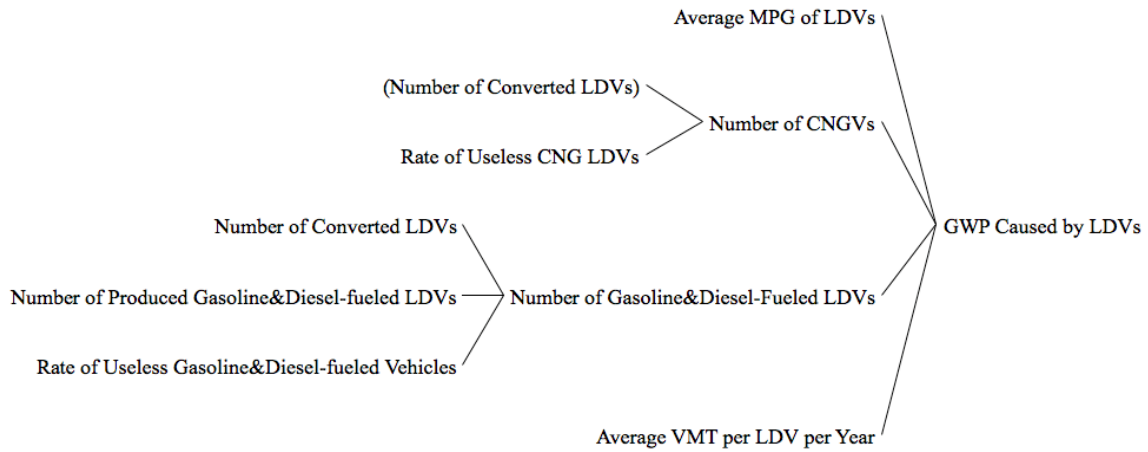 Average MPG of LDVs
(Number of Converted LDVs)
Number of CNGVs
Rate of Useless CNG LDVs
Number of Converted LDVs
GWP Caused by LDVs
Number of Produced Gasoline&Diesel-fueled LDVs
Number of Gasoline&Diesel-Fueled LDVs
Rate of Useless Gasoline&Diesel-fueled Vehicles
Average VMT per LDV per Year